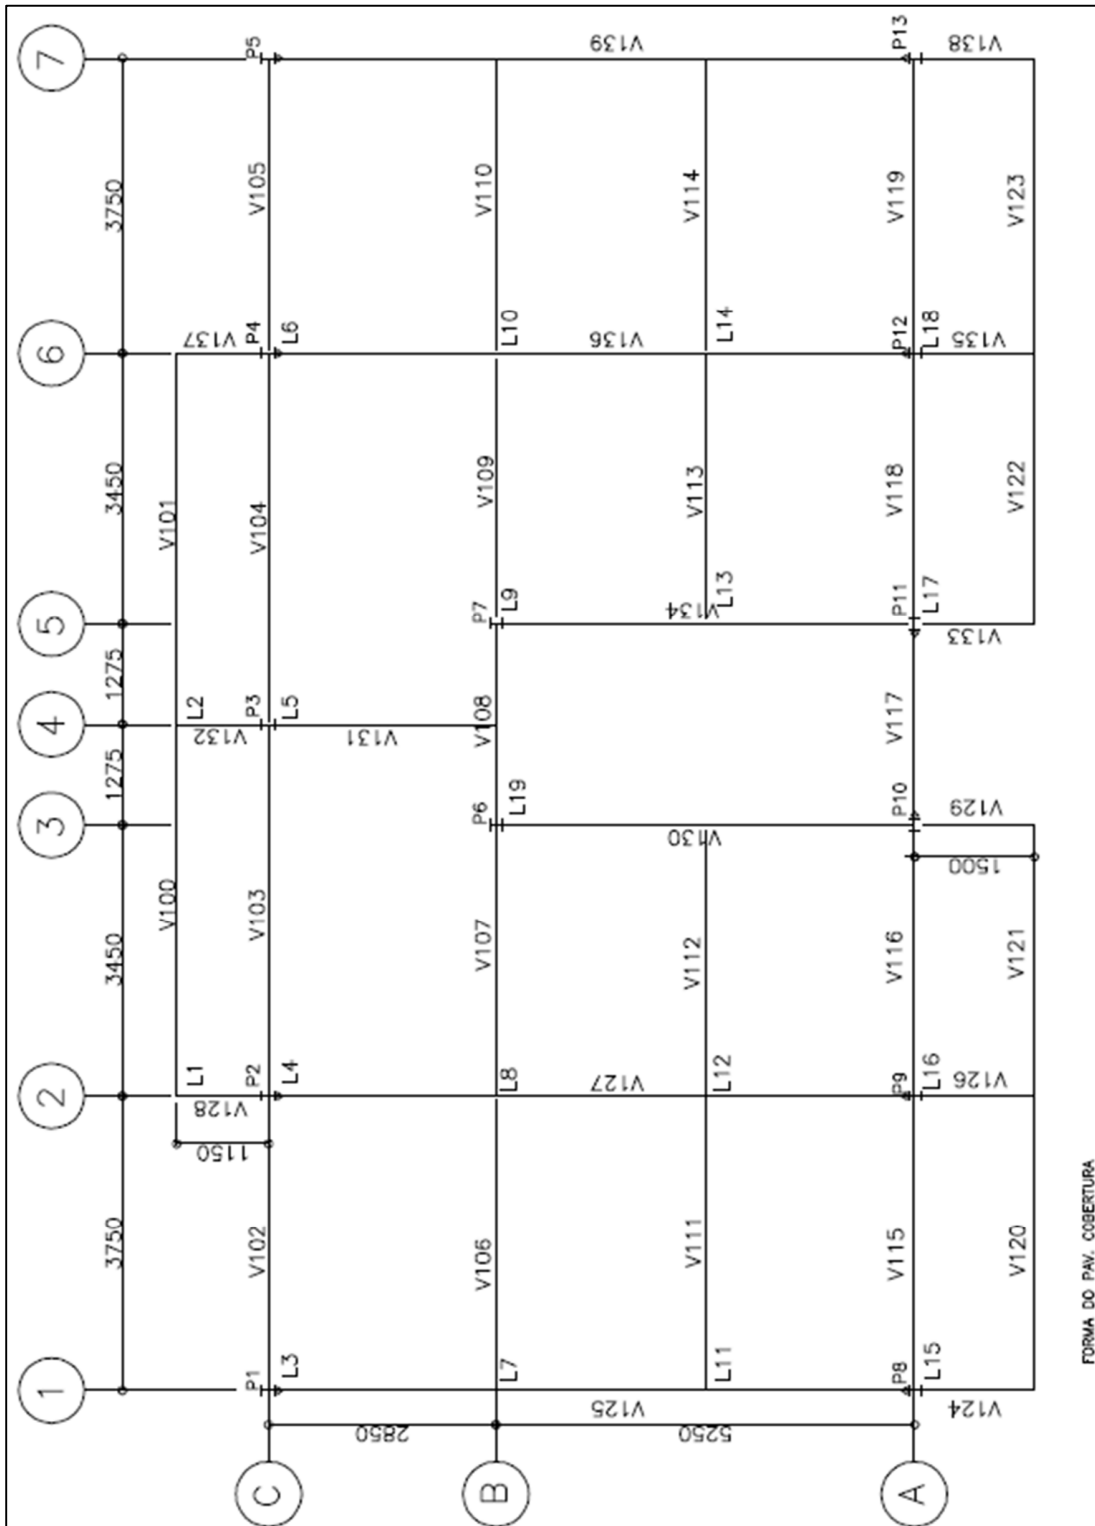 7
6
5
4
3
2
1
3750
3450
1275
1275
3450
3750
V101
V100
V137
L2
V132
L1
V128
1150
P5
V105
P4
L6
V104
P3
L5
V103
P2
L4
V102
P1
L3
C
V139
V131
2850
V110
L10
V109
P7
L9
V108
P6
L19
V107
L8
V106
L7
B
V136
V134
V130
V127
V125
5250
V114
L14
V113
L13
V112
L12
V111
L11
P13
V119
P12
L18
V118
P11
L17
V117
P10
V116
P9
L16
V115
P8
L15
A
V138
V135
V133
V129
1500
V126
V124
V123
V122
V121
V120
FORMA DO PAV. COBERTURA